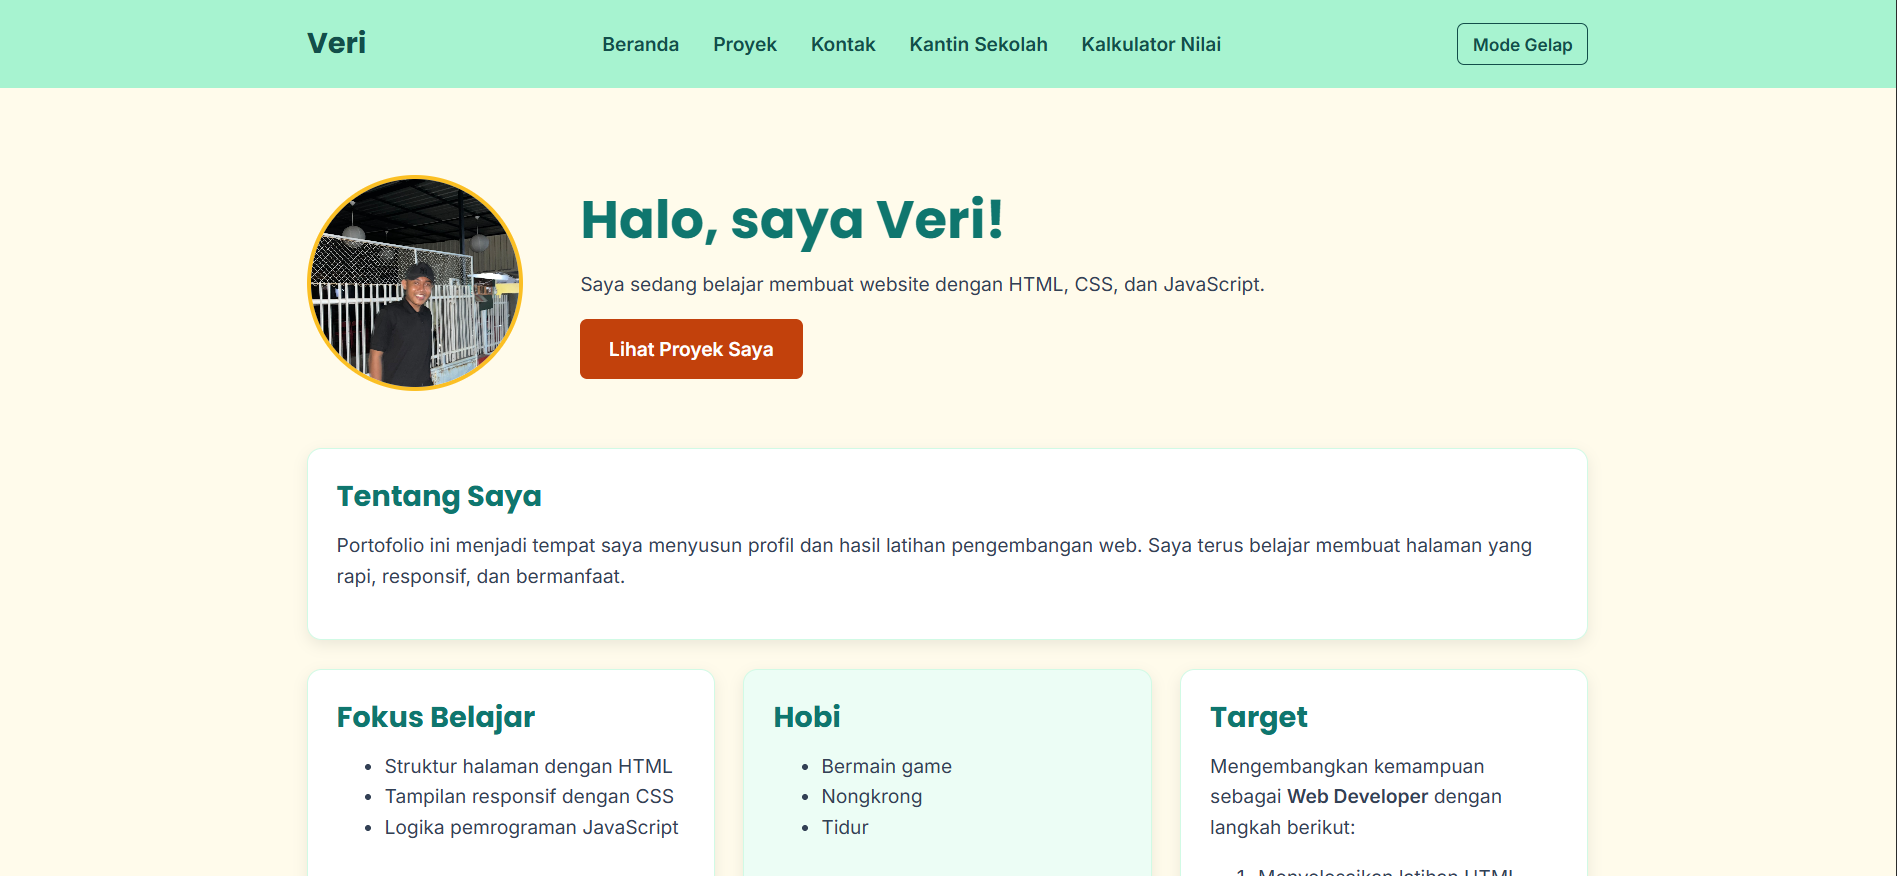 Veri
Beranda
Proyek
Kontak
Kantin Sekolah
Kalkulator Nilai
Mode Gelap
Halo, saya Veri!
Saya sedang belajar membuat website dengan HTML, CSS, dan JavaScript.
Lihat Proyek Saya
Tentang Saya
Portofolio ini menjadi tempat saya menyusun profil dan hasil latihan pengembangan web. Saya terus belajar membuat halaman yang
rapi, responsif, dan bermanfaat.
Fokus Belajar
• Struktur halaman dengan HTML
• Tampilan responsif dengan CSS
• Logika pemrograman JavaScript
Hobi
• Bermain game
• Nongkrong
• Tidur
Target
Mengembangkan kemampuan
sebagai Web Developer dengan
langkah berikut:
1. Menyelesaikan latihan HTML